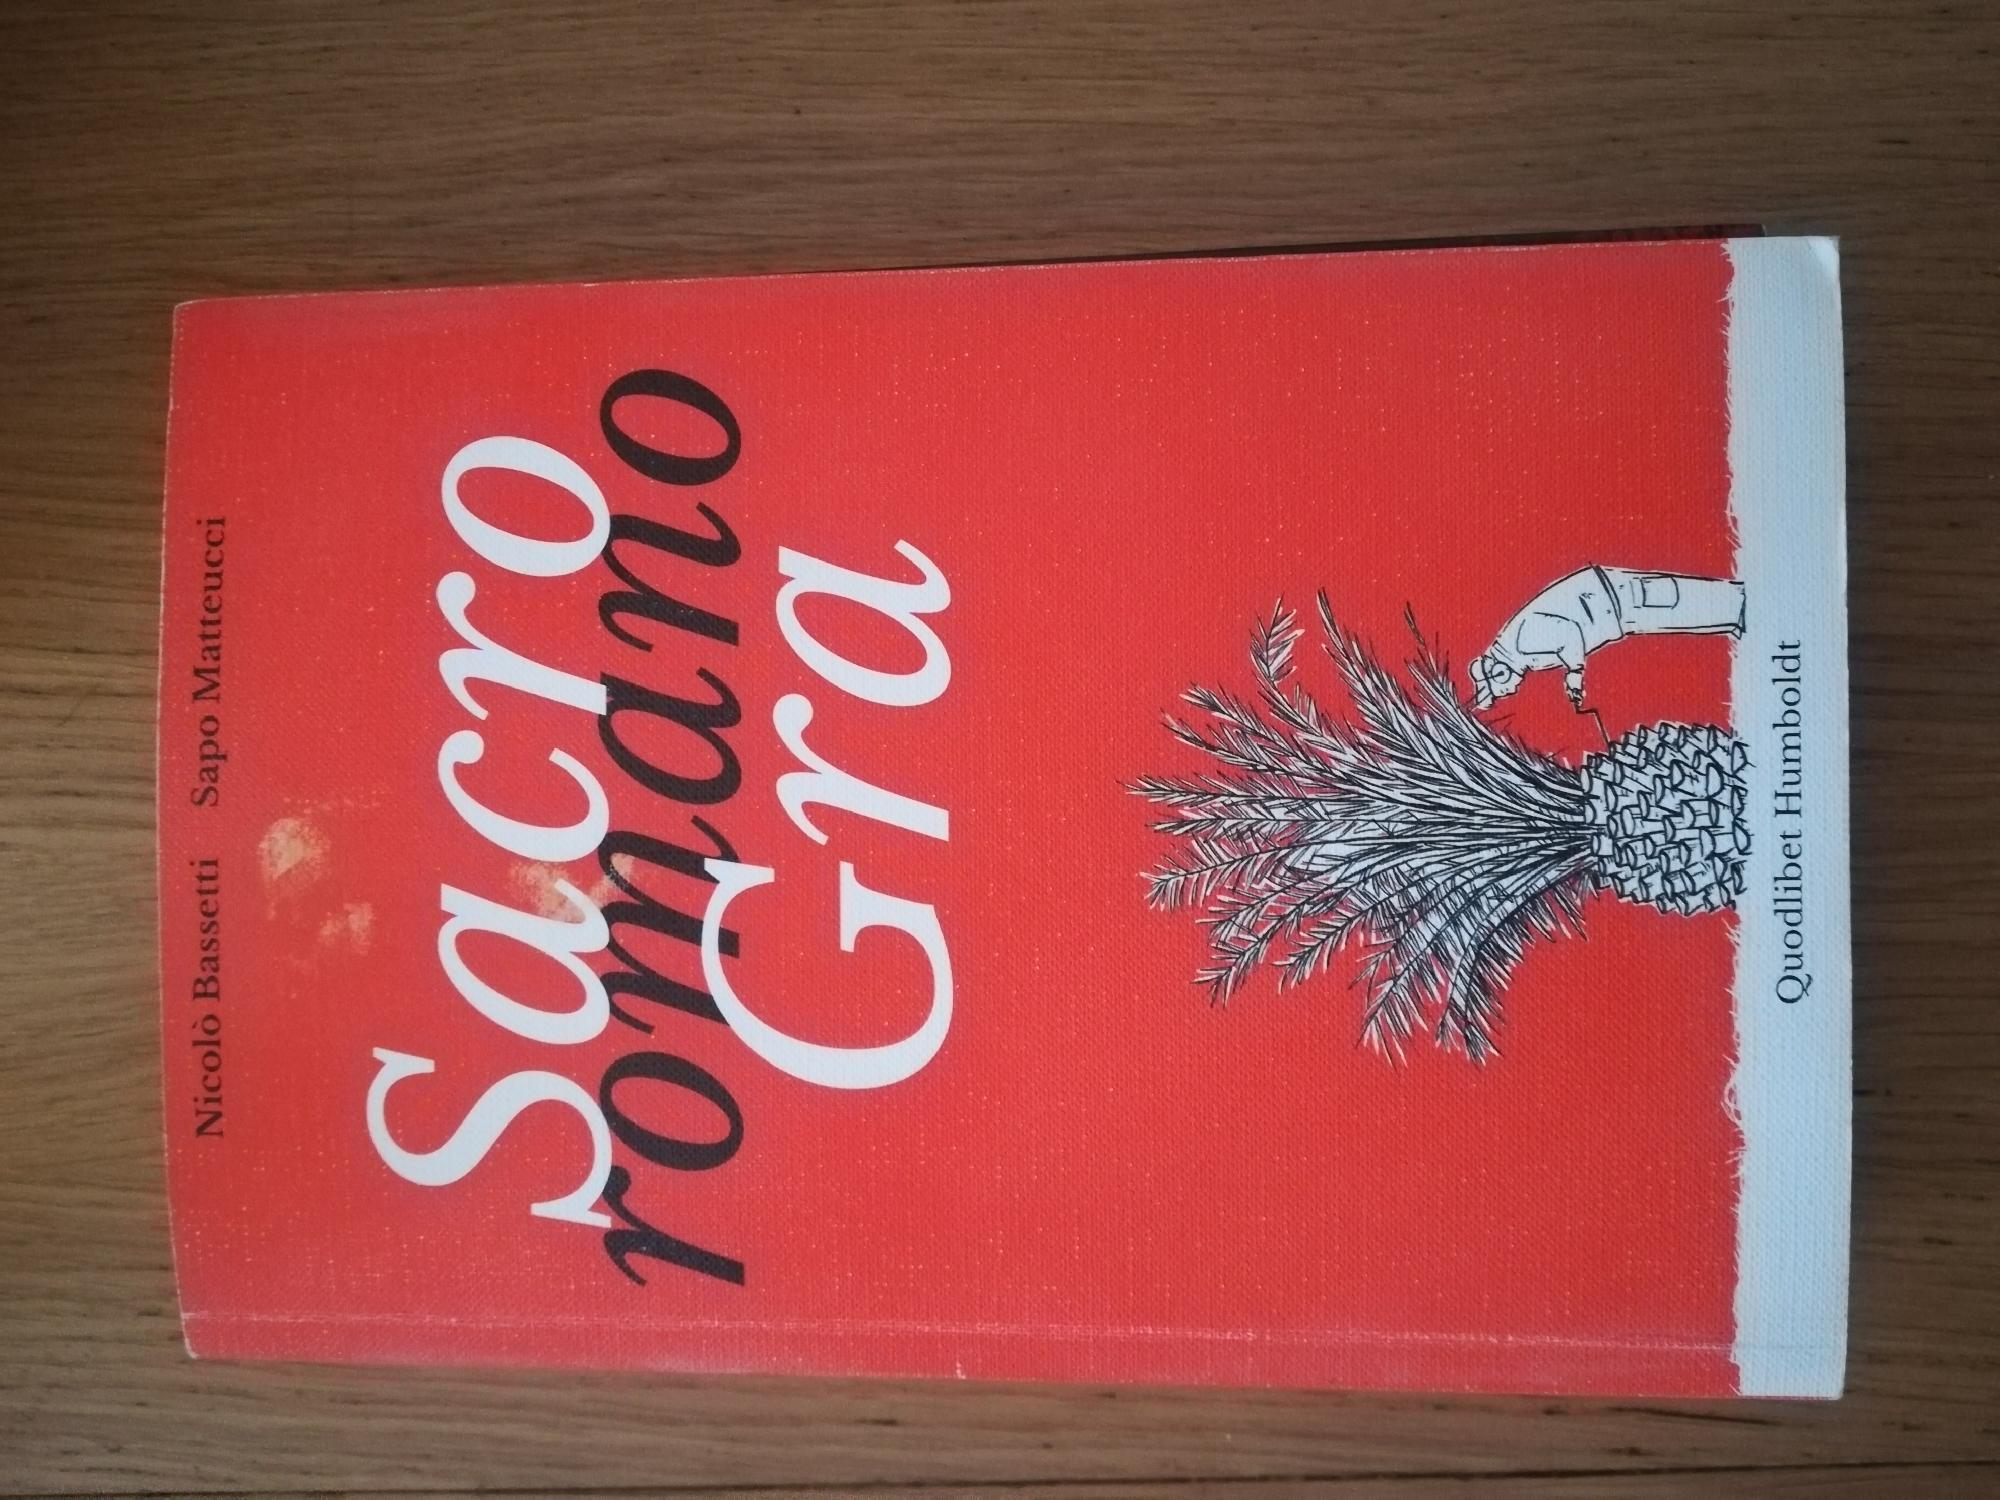 Nicolò Bassetti Sapo Matteucci
Sacro
romano
Gra
Quodlibet Humboldt